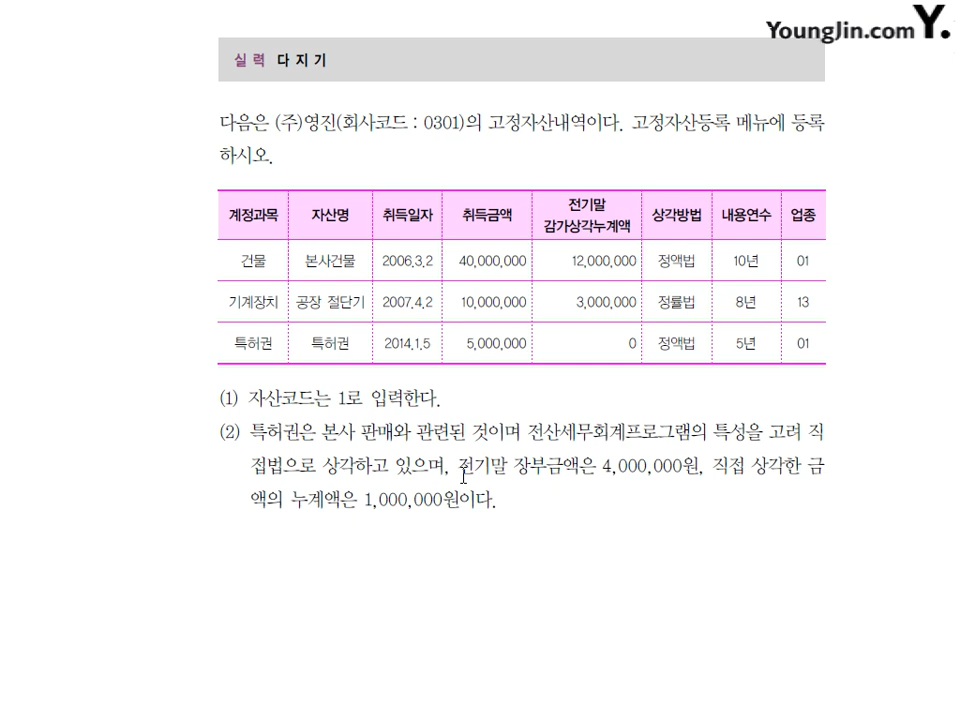 YoungJin.com Y.
실력 다지기
다음은 (주)영진(회사코드 : 0301)의 고정자산내역이다. 고정자산등록 메뉴에 등록
하시오.
계정과목 자산명 취득일자 취득금액 전기말 감가상각누계액 상각방법 내용연수 업종
건물 본사건물 2006.3.2 40,000,000 12,000,000 정액법 10년 01
기계장치 공장 절단기 2007.4.2 10,000,000 3,000,000 정률법 8년 13
특허권 특허권 2014.1.5 5,000,000 0 정액법 5년 01
(1) 자산코드는 1로 입력한다.
(2) 특허권은 본사 판매와 관련된 것이며 전산세무회계프로그램의 특성을 고려 직
접법으로 상각하고 있으며, 전기말 장부금액은 4,000,000원, 직접 상각한 금
액의 누계액은 1,000,000원이다.